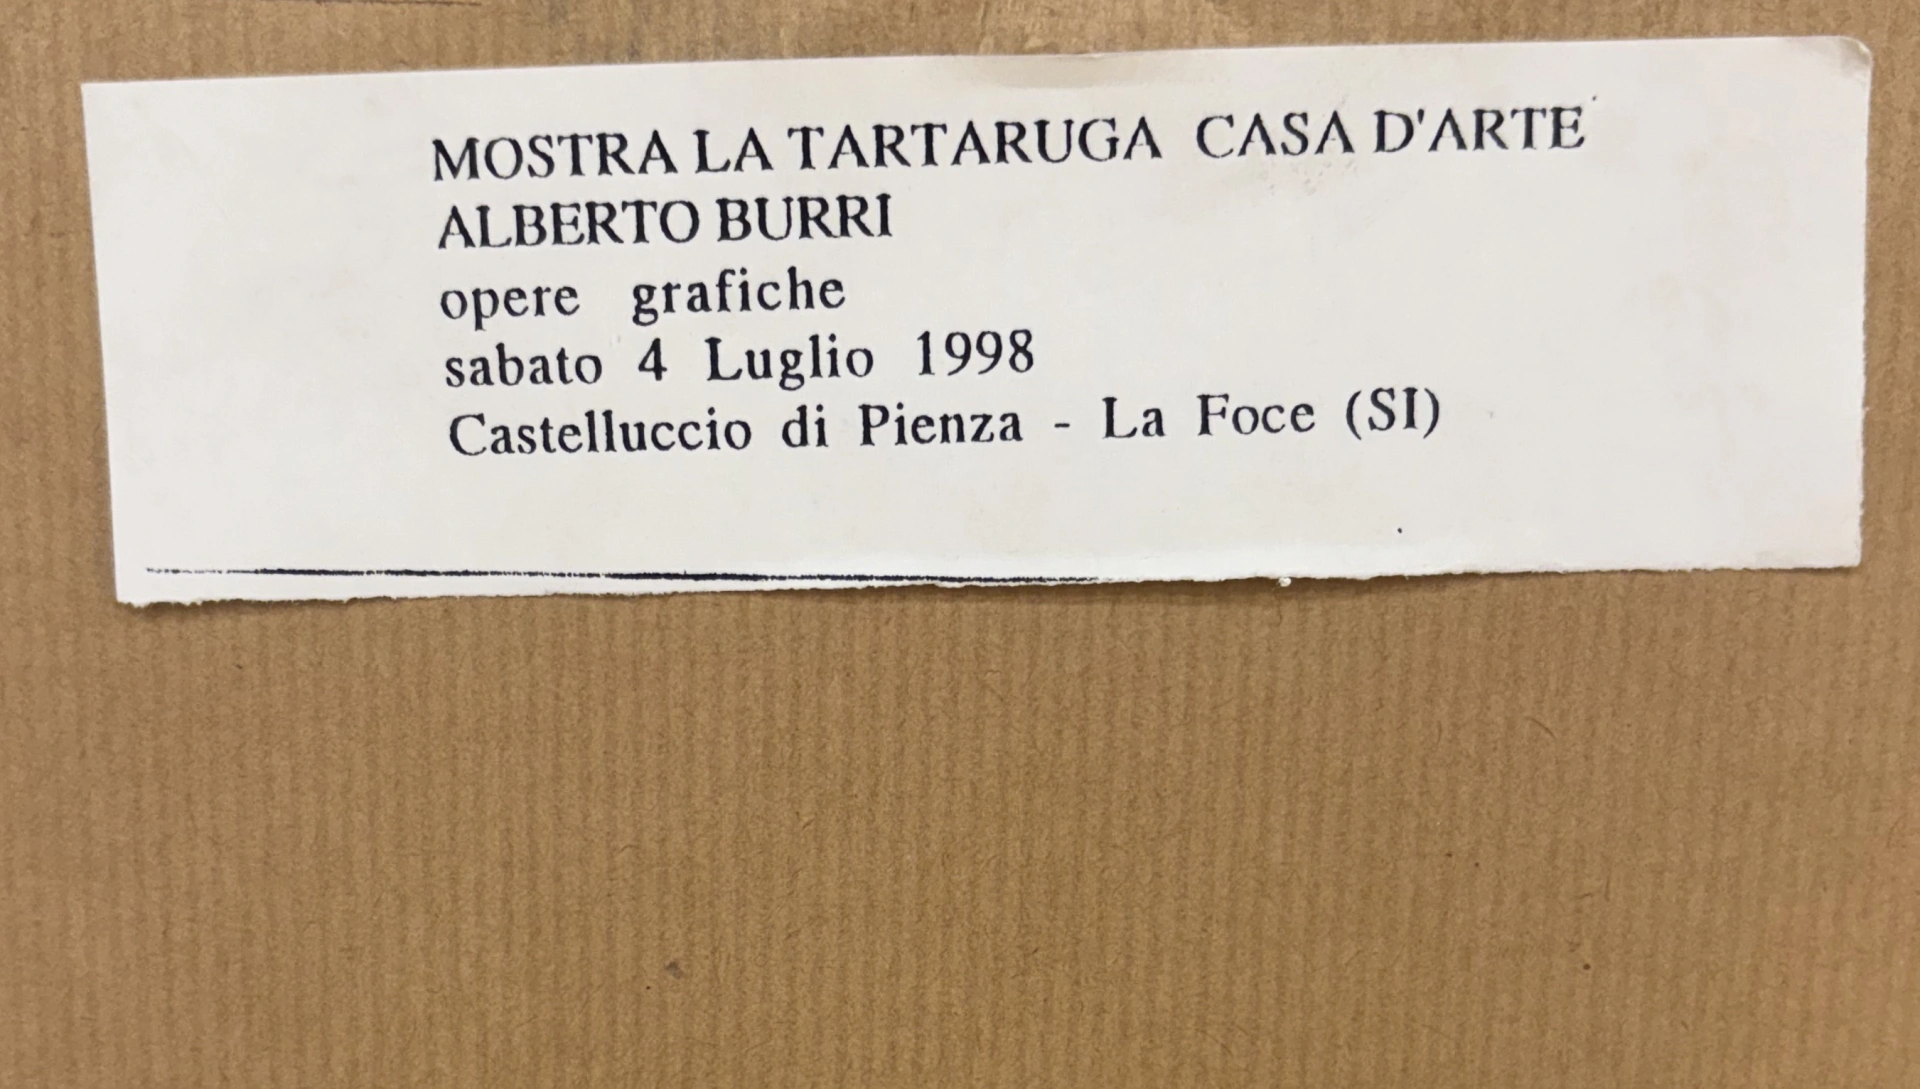 MOSTRA LA TARTARUGA CASA D'ARTE
ALBERTO BURRI
opere grafiche
sabato 4 Luglio 1998
Castelluccio di Pienza - La Foce (SI)